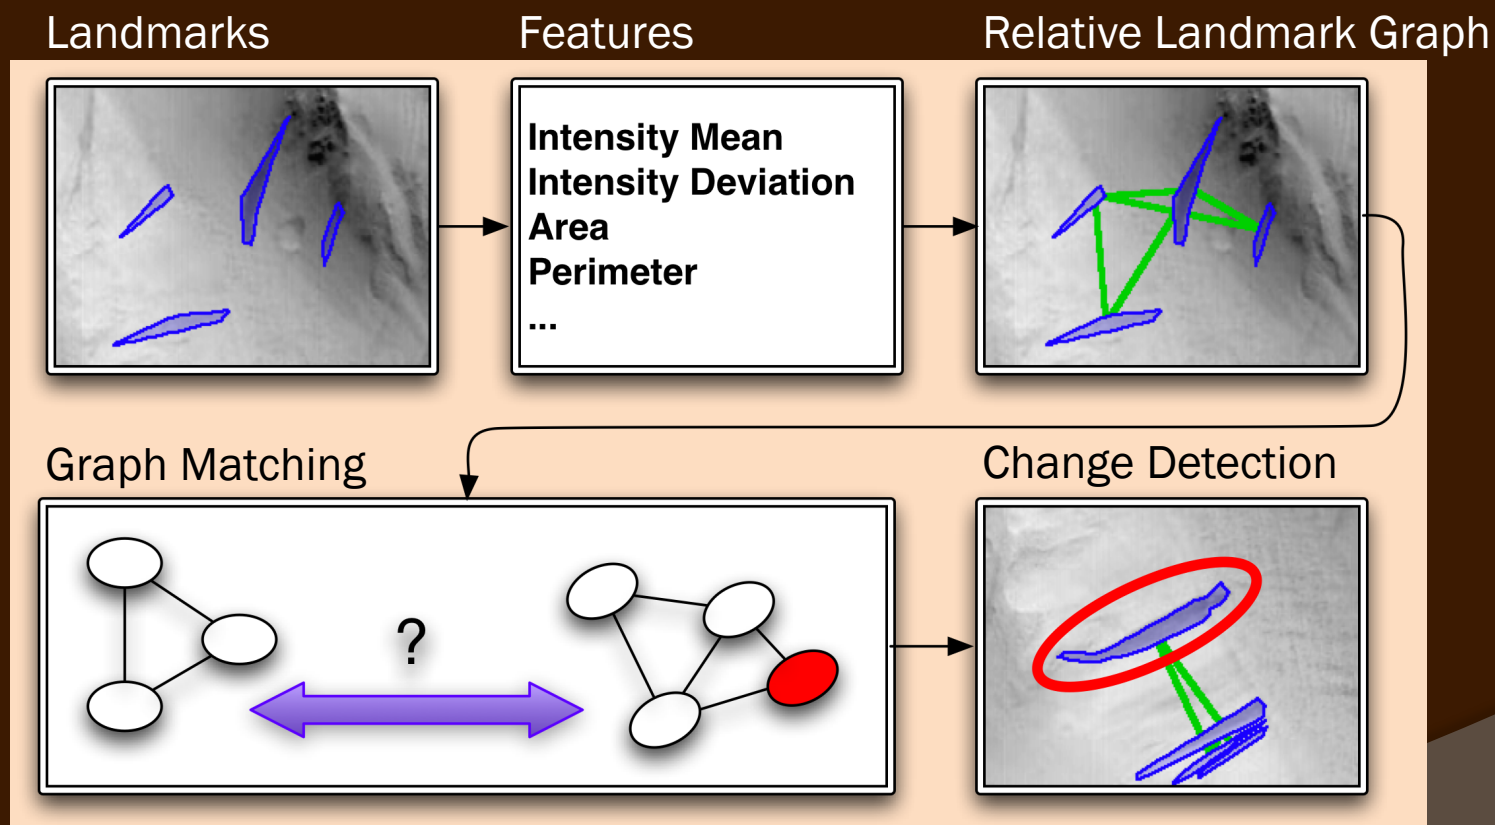 Landmarks
Features
Relative Landmark Graph
Intensity Mean
Intensity Deviation
Area
Perimeter
...
Graph Matching
Change Detection
?